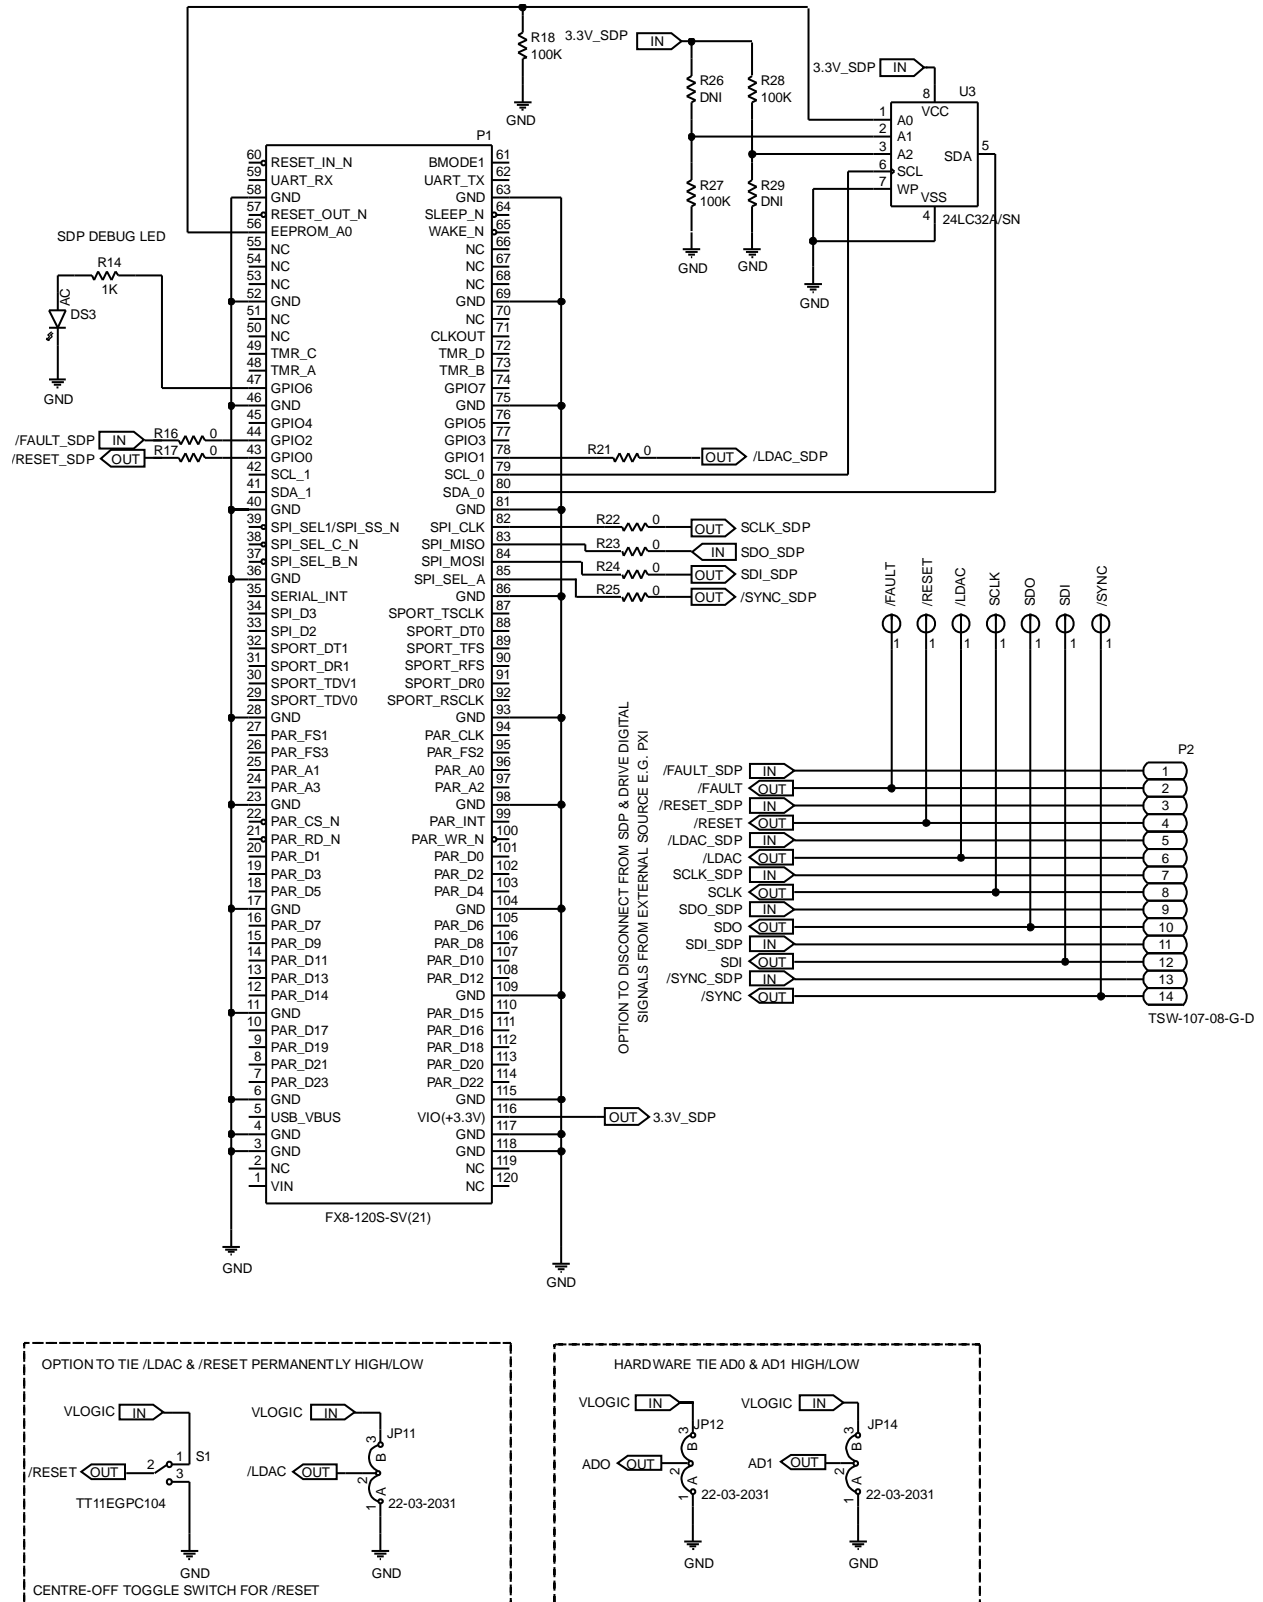 R18
100K
GND
3.3V_SDP
IN
R26
DNI
R28
100K
R27
100K
R29
DNI
GND
GND
3.3V_SDP
IN
U3
8
VCC
1 A0
2 A1
3 A2
6 SCL
7 WP
SDA 5
VSS
4
24LC32A/SN
GND
P1
60 RESET_IN_N BMODE1 61
59 UART_RX UART_TX 62
58 GND GND 63
57 RESET_OUT_N SLEEP_N 64
56 EEPROM_A0 WAKE_N 65
55 NC NC 66
54 NC NC 67
53 NC NC 68
52 GND GND 69
51 NC NC 70
50 NC CLKOUT 71
49 TMR_C TMR_D 72
48 TMR_A TMR_B 73
47 GPIO6 GPIO7 74
46 GND GND 75
45 GPIO4 GPIO5 76
44 GPIO2 GPIO3 77
43 GPIO0 GPIO1 78
42 SCL_1 SCL_0 79
41 SDA_1 SDA_0 80
40 GND GND 81
39 SPI_SEL1/SPI_SS_N SPI_CLK 82
38 SPI_SEL_C_N SPI_MISO 83
37 SPI_SEL_B_N SPI_MOSI 84
36 GND SPI_SEL_A 85
35 SERIAL_INT GND 86
34 SPI_D3 SPORT_TSCLK 87
33 SPI_D2 SPORT_DT0 88
32 SPORT_DT1 SPORT_TFS 89
31 SPORT_DR1 SPORT_RFS 90
30 SPORT_TDV1 SPORT_DR0 91
29 SPORT_TDV0 SPORT_RSCLK 92
28 GND GND 93
27 PAR_FS1 PAR_CLK 94
26 PAR_FS3 PAR_FS2 95
25 PAR_A1 PAR_A0 96
24 PAR_A3 PAR_A2 97
23 GND GND 98
22 PAR_CS_N PAR_INT 99
21 PAR_RD_N PAR_WR_N 100
20 PAR_D1 PAR_D0 101
19 PAR_D3 PAR_D2 102
18 PAR_D5 PAR_D4 103
17 GND GND 104
16 PAR_D7 PAR_D6 105
15 PAR_D9 PAR_D8 106
14 PAR_D11 PAR_D10 107
13 PAR_D13 PAR_D12 108
12 PAR_D14 GND 109
11 GND PAR_D15 110
10 PAR_D17 PAR_D16 111
9 PAR_D19 PAR_D18 112
8 PAR_D21 PAR_D20 113
7 PAR_D23 PAR_D22 114
6 GND GND 115
5 USB_VBUS VIO(+3.3V) 116
4 GND GND 117
3 GND GND 118
2 NC NC 119
1 VIN NC 120
FX8-120S-SV(21)
GND
GND
SDP DEBUG LED
R14
1K
AC
DS3
GND
/FAULT_SDP IN R16 0
/RESET_SDP OUT R17 0
R21 0 OUT /LDAC_SDP
R22 0 OUT SCLK_SDP
R23 0 IN SDO_SDP
R24 0 OUT SDI_SDP
R25 0 OUT /SYNC_SDP
OUT 3.3V_SDP
OPTION TO DISCONNECT FROM SDP & DRIVE DIGITAL
SIGNALS FROM EXTERNAL SOURCE E.G. PXI
/FAULT
/RESET
/LDAC
SCLK
SDO
SDI
/SYNC
1 1 1 1 1 1 1
P2
/FAULT_SDP IN 1
/FAULT OUT 2
/RESET_SDP IN 3
/RESET OUT 4
/LDAC_SDP IN 5
/LDAC OUT 6
SCLK_SDP IN 7
SCLK OUT 8
SDO_SDP IN 9
SDO OUT 10
SDI_SDP IN 11
SDI OUT 12
/SYNC_SDP IN 13
/SYNC OUT 14
TSW-107-08-G-D
OPTION TO TIE /LDAC & /RESET PERMANENTLY HIGH/LOW
VLOGIC IN
/RESET OUT 2
1
3
S1
TT11EGPC104
GND
VLOGIC IN
JP11
3
B
/LDAC OUT
2
A
1
22-03-2031
GND
CENTRE-OFF TOGGLE SWITCH FOR /RESET
HARDWARE TIE AD0 & AD1 HIGH/LOW
VLOGIC IN
JP12
3
B
ADO OUT
2
A
1
22-03-2031
GND
VLOGIC IN
JP14
3
B
AD1 OUT
2
A
1
22-03-2031
GND